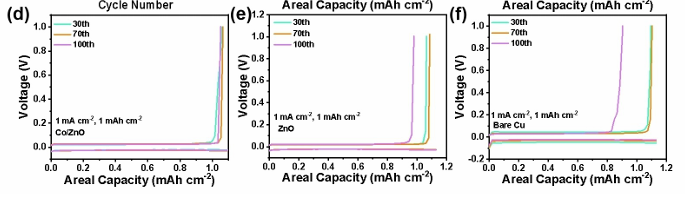 Cycle Number
Areal Capacity (mAh cm-2)
Areal Capacity (mAh cm-2)
(d)
1.0
0.8
0.6
0.4
0.2
0.0
Voltage (V)
30th
70th
100th
1 mA cm-2, 1 mAh cm-2
Co/ZnO
0.0 0.2 0.4 0.6 0.8 1.0
Areal Capacity (mAh cm-2)
(e)
1.2
1.0
0.8
0.6
0.4
0.2
0.0
Voltage (V)
30th
70th
100th
1 mA cm-2, 1 mAh cm-2
ZnO
0.0 0.2 0.4 0.6 0.8 1.0 1.2
Areal Capacity (mAh cm-2)
(f)
1.0
0.8
0.6
0.4
0.2
0.0
-0.2
Voltage (V)
30th
70th
100th
1 mA cm-2, 1 mAh cm-2
Bare Cu
0.0 0.2 0.4 0.6 0.8 1.0 1.2
Areal Capacity (mAh cm-2)